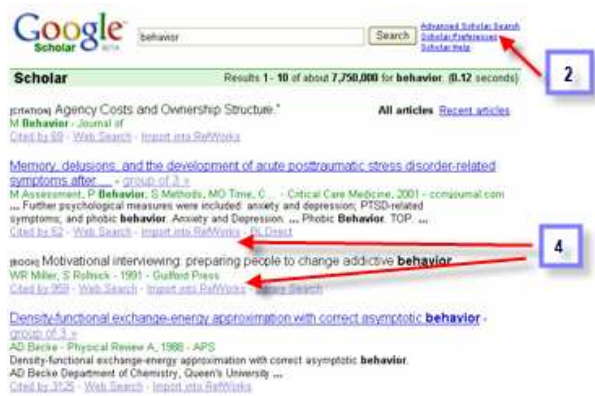 Google
Scholar BETA
behavior
Search
Advanced Scholar Search
Scholar Preferences
Scholar Help
2
Scholar
Results 1 - 10 of about 7,750,000 for behavior. (0.12 seconds)
[CITATION] Agency Costs and Ownership Structure."
All articles Recent articles
M Behavior - Journal of
Cited by 69 - Web Search - Import into RefWorks
Memory, delusions, and the development of acute posttraumatic stress disorder-related
symptoms after ... - group of 3 »
M Assessment, P Behavior, S Methods, MO Time, C ... - Critical Care Medicine, 2001 - ccmjournal.com
... Further psychological measures were included: anxiety and depression; PTSD-related
symptoms; and phobic behavior. Anxiety and Depression. ... Phobic Behavior. TOP. ...
Cited by 62 - Web Search - Import into RefWorks - BL Direct
4
[BOOK] Motivational interviewing: preparing people to change addictive behavior
WR Miller, S Rollnick - 1991 - Guilford Press
Cited by 969 - Web Search - Import into RefWorks - Library Search
Density-functional exchange-energy approximation with correct asymptotic behavior -
group of 3 »
AD Becke - Physical Review A, 1988 - APS
Density-functional exchange-energy approximation with correct asymptotic behavior.
AD Becke Department of Chemistry, Queen's University ...
Cited by 3125 - Web Search - Import into RefWorks